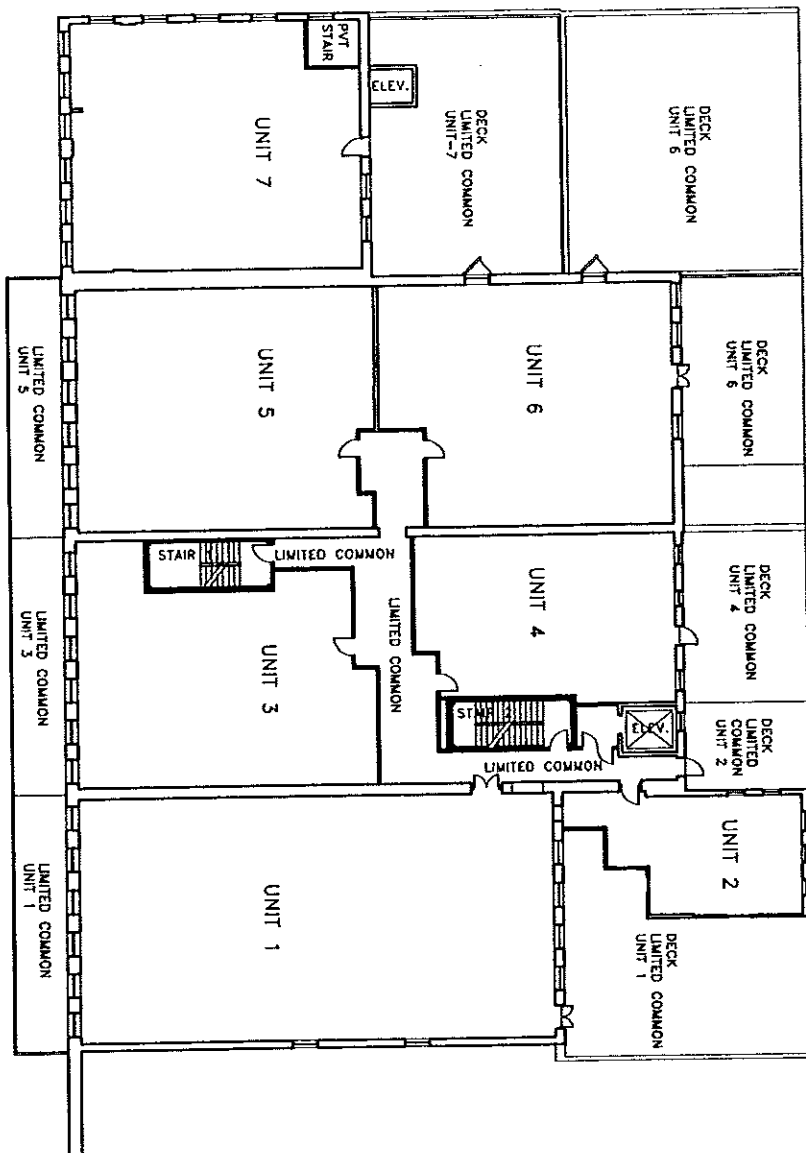 PVT
STAIR
ELEV.
UNIT 7
DECK
LIMITED COMMON
UNIT-7
DECK
LIMITED COMMON
UNIT 6
LIMITED COMMON
UNIT 5
UNIT 5
UNIT 6
DECK
LIMITED COMMON
UNIT 6
STAIR 1
LIMITED COMMON
LIMITED COMMON
UNIT 4
DECK
LIMITED COMMON
UNIT 4
LIMITED COMMON
UNIT 3
UNIT 3
STAIR 2
ELEV.
LIMITED COMMON
DECK
LIMITED
COMMON
UNIT 2
UNIT 2
LIMITED COMMON
UNIT 1
UNIT 1
DECK
LIMITED COMMON
UNIT 1